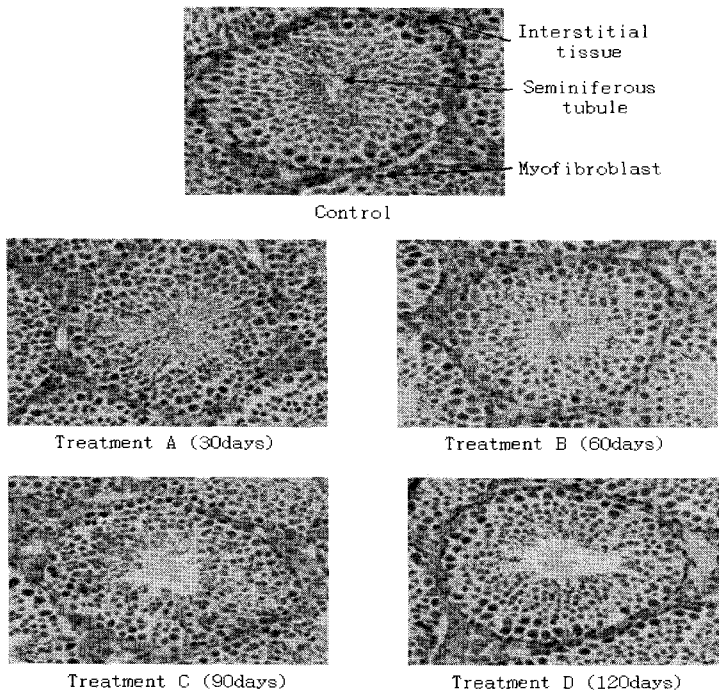 Interstitial
tissue
Seminiferous
tubule
Myofibroblast
Control
Treatment A (30days)
Treatment B (60days)
Treatment C (90days)
Treatment D (120days)